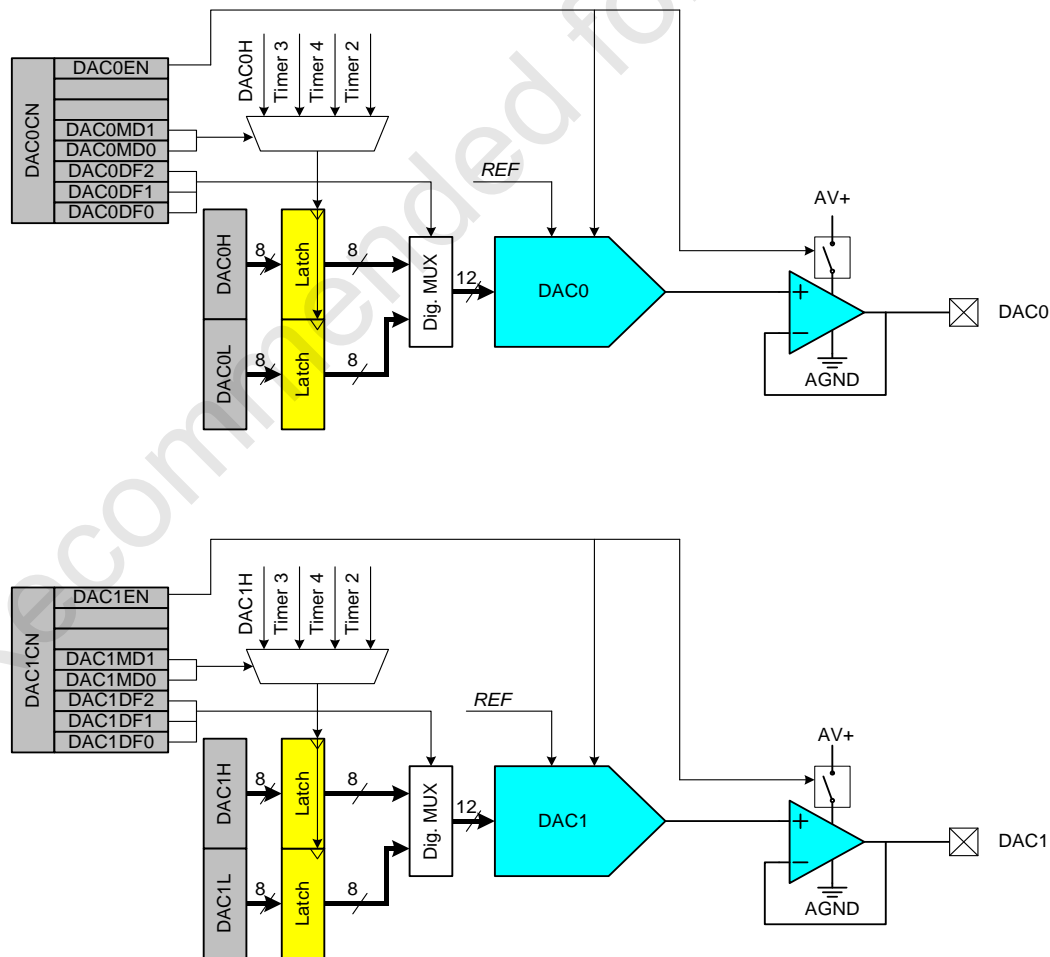 DAC0EN
DAC0CN
DAC0MD1
DAC0MD0
DAC0DF2
DAC0DF1
DAC0DF0
DAC0H
Timer 3
Timer 4
Timer 2
REF
AV+
DAC0H
8
Latch
8
Dig. MUX
12
DAC0
+
−
DAC0
DAC0L
8
Latch
8
AGND
DAC1EN
DAC1CN
DAC1MD1
DAC1MD0
DAC1DF2
DAC1DF1
DAC1DF0
DAC1H
Timer 3
Timer 4
Timer 2
REF
AV+
DAC1H
8
Latch
8
Dig. MUX
12
DAC1
+
−
DAC1
DAC1L
8
Latch
8
AGND
ecommended fo